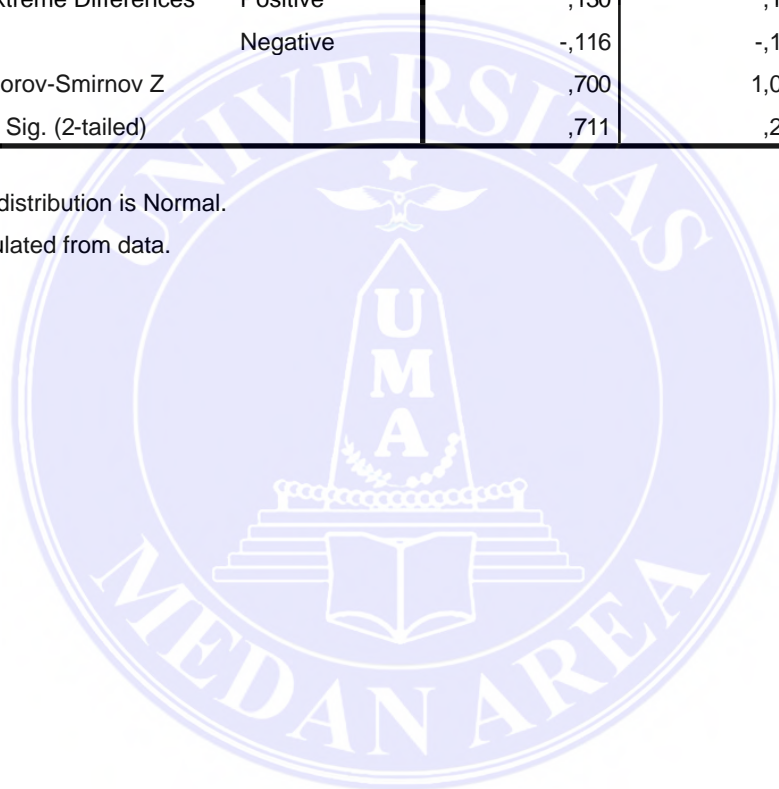 Positive
Negative -,116 -,1
orov-Smirnov Z ,700 1,0
Sig. (2-tailed) ,711 ,2
distribution is Normal.
ulated from data.
UNIVERSITAS
UMA
MEDAN AREA